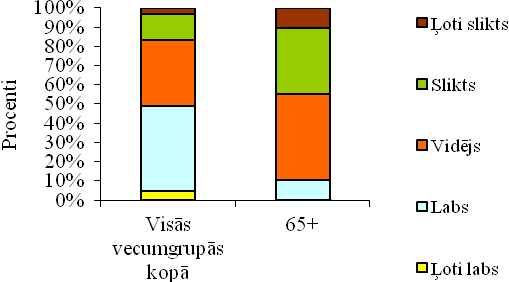 Procenti
100%
90%
80%
70%
60%
50%
40%
30%
20%
10%
0%
Visās
vecumgrupās
kopā
65+
Ļoti slikts
Slikts
Vidējs
Labs
Ļoti labs